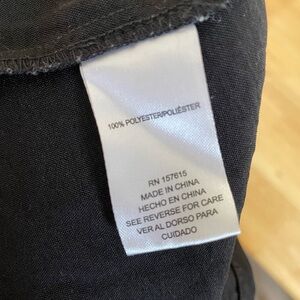 100% POLYESTER/POLIÉSTER
RN 157615
MADE IN CHINA
HECHO EN CHINA
SEE REVERSE FOR CARE
VER AL DORSO PARA
CUIDADO